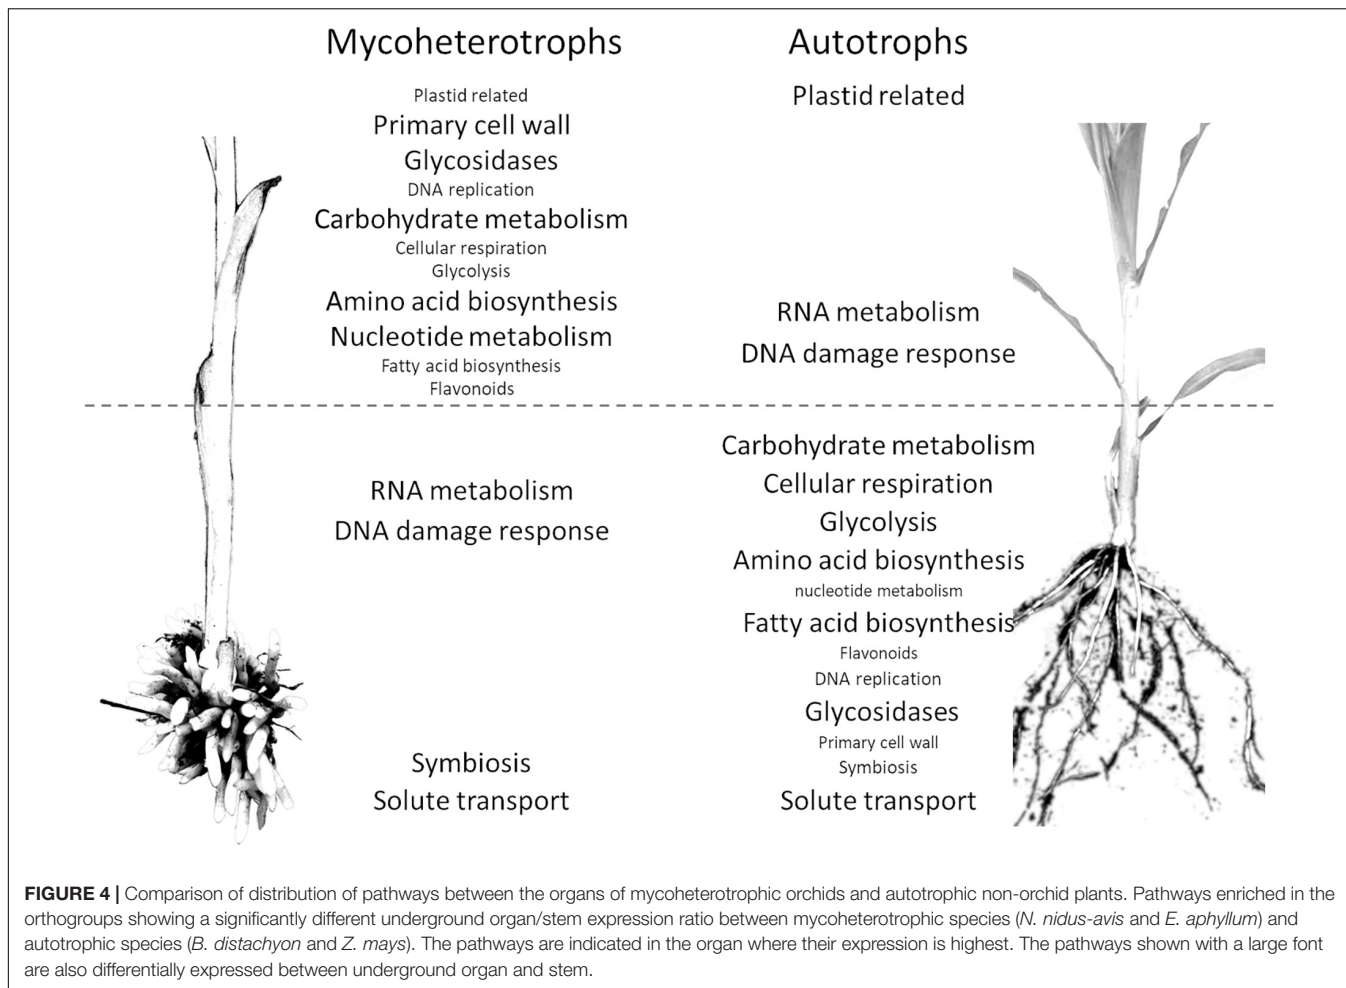 Mycoheterotrophs
Plastid related
Primary cell wall
Glycosidases
DNA replication
Carbohydrate metabolism
Cellular respiration
Glycolysis
Amino acid biosynthesis
Nucleotide metabolism
Fatty acid biosynthesis
Flavonoids
RNA metabolism
DNA damage response
Symbiosis
Solute transport
Autotrophs
Plastid related
RNA metabolism
DNA damage response
Carbohydrate metabolism
Cellular respiration
Glycolysis
Amino acid biosynthesis
nucleotide metabolism
Fatty acid biosynthesis
Flavonoids
DNA replication
Glycosidases
Primary cell wall
Symbiosis
Solute transport
FIGURE 4 | Comparison of distribution of pathways between the organs of mycoheterotrophic orchids and autotrophic non-orchid plants. Pathways enriched in the
orthogroups showing a significantly different underground organ/stem expression ratio between mycoheterotrophic species (N. nidus-avis and E. aphyllum) and
autotrophic species (B. distachyon and Z. mays). The pathways are indicated in the organ where their expression is highest. The pathways shown with a large font
are also differentially expressed between underground organ and stem.